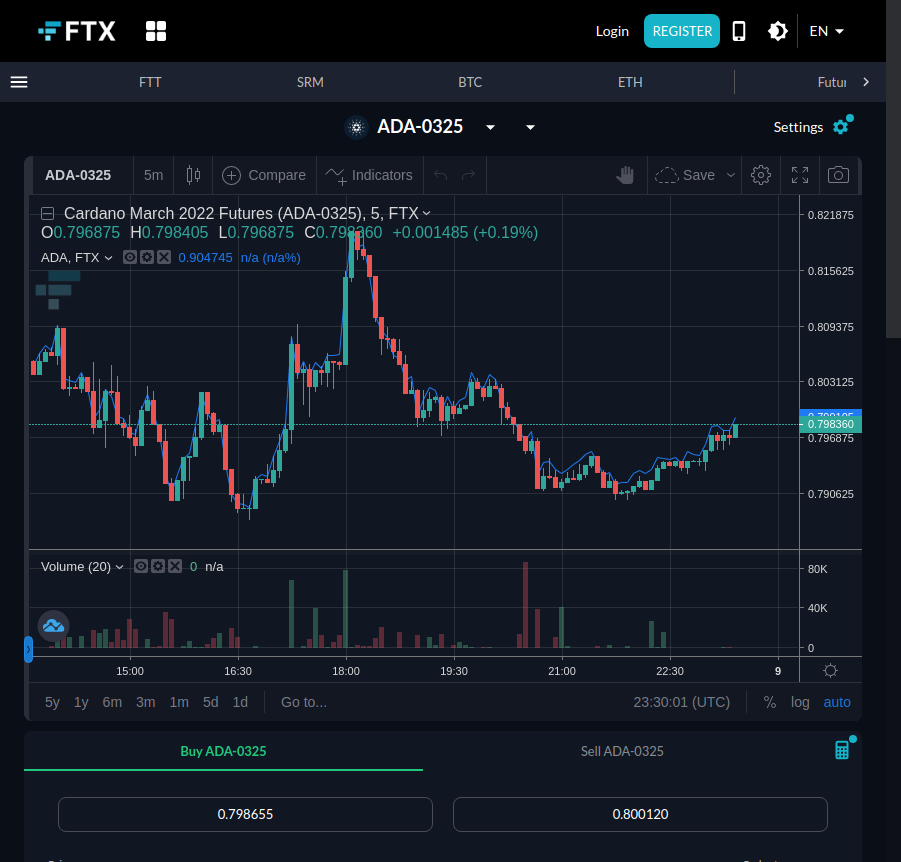 FTX
Login REGISTER EN
FTT SRM BTC ETH Futur
ADA-0325
Settings
ADA-0325 5m Compare Indicators Save
Cardano March 2022 Futures (ADA-0325), 5, FTX
O0.796875 H0.798405 L0.796875 C0.798360 +0.001485 (+0.19%)
ADA, FTX 0.904745 n/a (n/a%)
0.821875
0.815625
0.809375
0.803125
0.798360
0.796875
0.790625
Volume (20) 0 n/a
80K
40K
0
15:00 16:30 18:00 19:30 21:00 22:30 9
5y 1y 6m 3m 1m 5d 1d Go to... 23:30:01 (UTC) % log auto
Buy ADA-0325 Sell ADA-0325
0.798655 0.800120